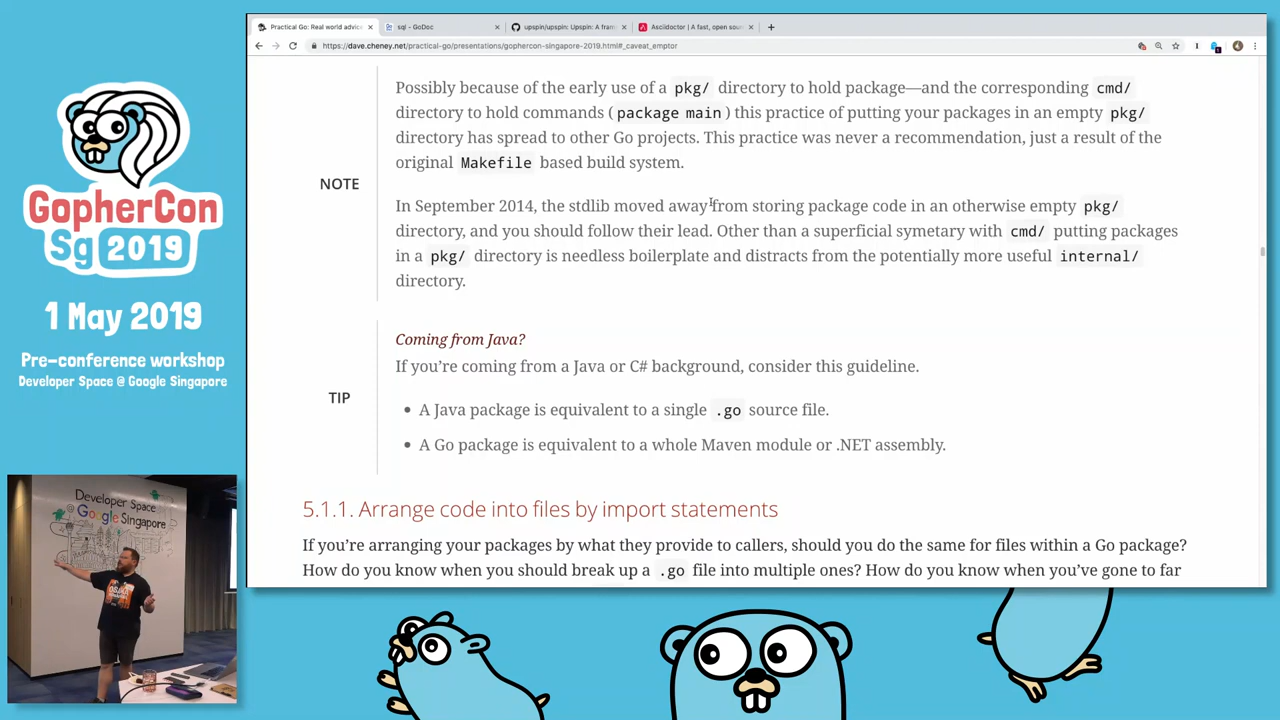 GopherCon
Sg 2019
1 May 2019
Pre-conference workshop
Developer Space @ Google Singapore
Developer Space
@ Google Singapore
Practical Go: Real world advic
sql - GoDoc
upspin/upspin: Upspin: A fram
Asciidoctor | A fast, open sour
https://dave.cheney.net/practical-go/presentations/gophercon-singapore-2019.html#_caveat_emptor
Possibly because of the early use of a pkg/ directory to hold package—and the corresponding cmd/
directory to hold commands ( package main ) this practice of putting your packages in an empty pkg/
directory has spread to other Go projects. This practice was never a recommendation, just a result of the
original Makefile based build system.
NOTE
In September 2014, the stdlib moved away from storing package code in an otherwise empty pkg/
directory, and you should follow their lead. Other than a superficial symetary with cmd/ putting packages
in a pkg/ directory is needless boilerplate and distracts from the potentially more useful internal/
directory.
Coming from Java?
If you’re coming from a Java or C# background, consider this guideline.
TIP
• A Java package is equivalent to a single .go source file.
• A Go package is equivalent to a whole Maven module or .NET assembly.
5.1.1. Arrange code into files by import statements
If you’re arranging your packages by what they provide to callers, should you do the same for files within a Go package?
How do you know when you should break up a .go file into multiple ones? How do you know when you’ve gone to far